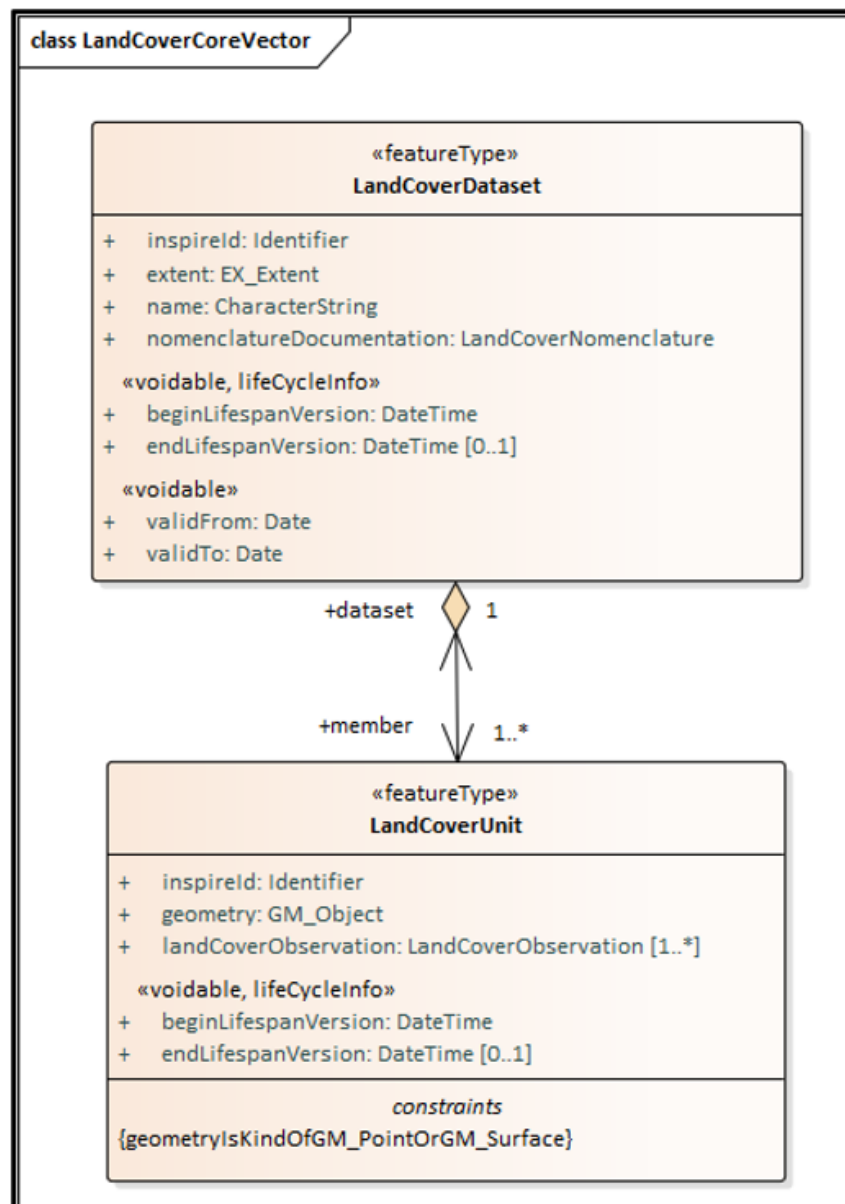 class LandCoverCoreVector
«featureType»
LandCoverDataset
+ inspireId: Identifier
+ extent: EX_Extent
+ name: CharacterString
+ nomenclatureDocumentation: LandCoverNomenclature
«voidable, lifeCycleInfo»
+ beginLifespanVersion: DateTime
+ endLifespanVersion: DateTime [0..1]
«voidable»
+ validFrom: Date
+ validTo: Date
+dataset 1
+member 1..*
«featureType»
LandCoverUnit
+ inspireId: Identifier
+ geometry: GM_Object
+ landCoverObservation: LandCoverObservation [1..*]
«voidable, lifeCycleInfo»
+ beginLifespanVersion: DateTime
+ endLifespanVersion: DateTime [0..1]
constraints
{geometryIsKindOfGM_PointOrGM_Surface}